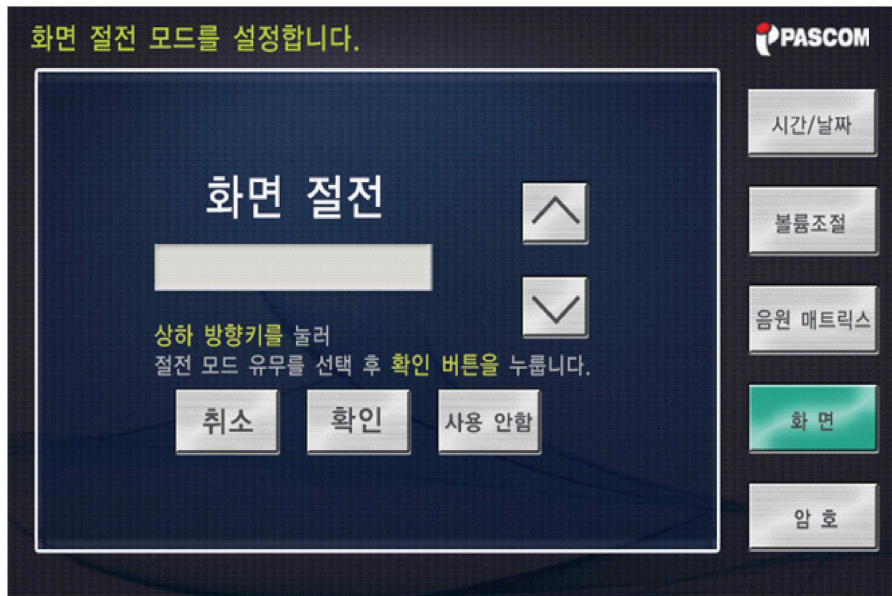 화면 절전 모드를 설정합니다.
PASCOM
시간/날짜
화면 절전
볼륨조절
음원 매트릭스
상하 방향키를 눌러
절전 모드 유무를 선택 후 확인 버튼을 누룹니다.
취소
확인
사용 안함
화 면
암 호